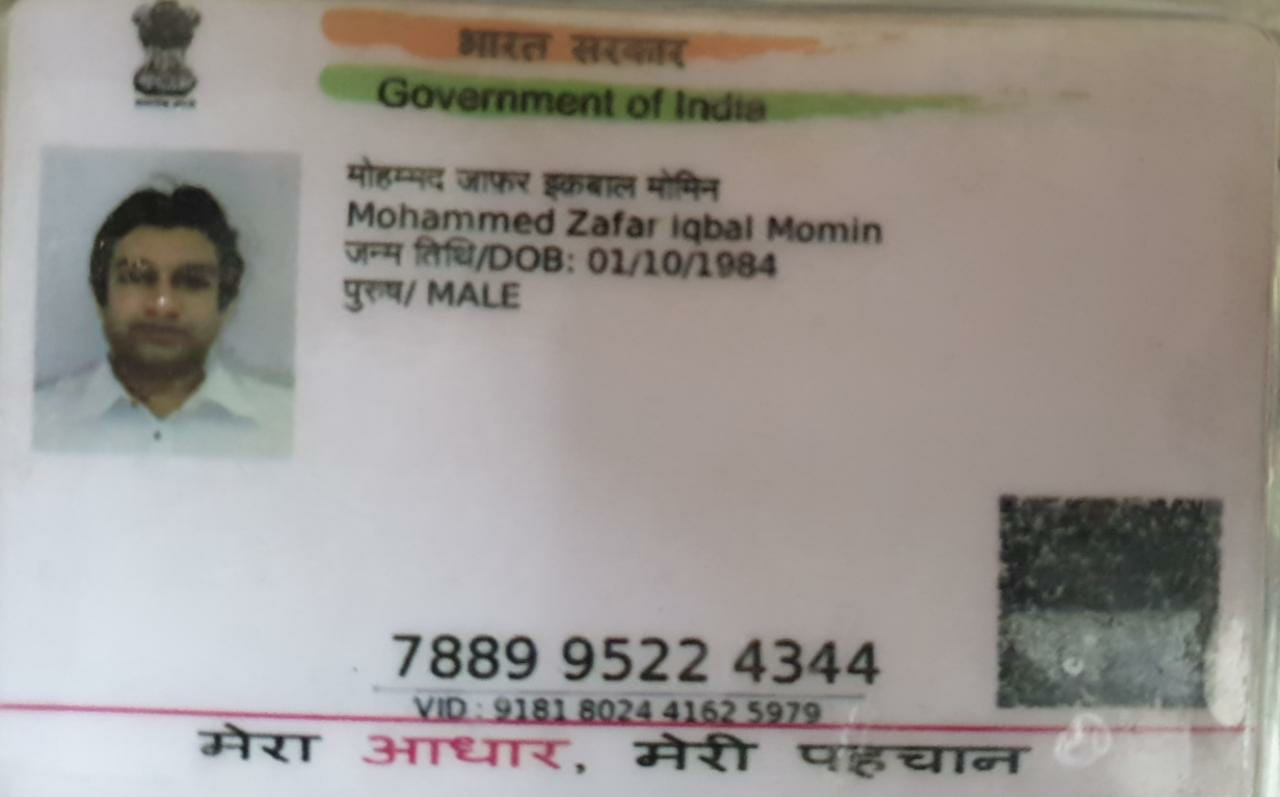 भारत सरकार
Government of India
मोहम्मद जाफर इकबाल मोमिन
Mohammed Zafar Iqbal Momin
जन्म तिथि/DOB: 01/10/1984
पुरुष/ MALE
7889 9522 4344
VID : 9181 8024 4162 5979
मेरा आधार, मेरी पहचान